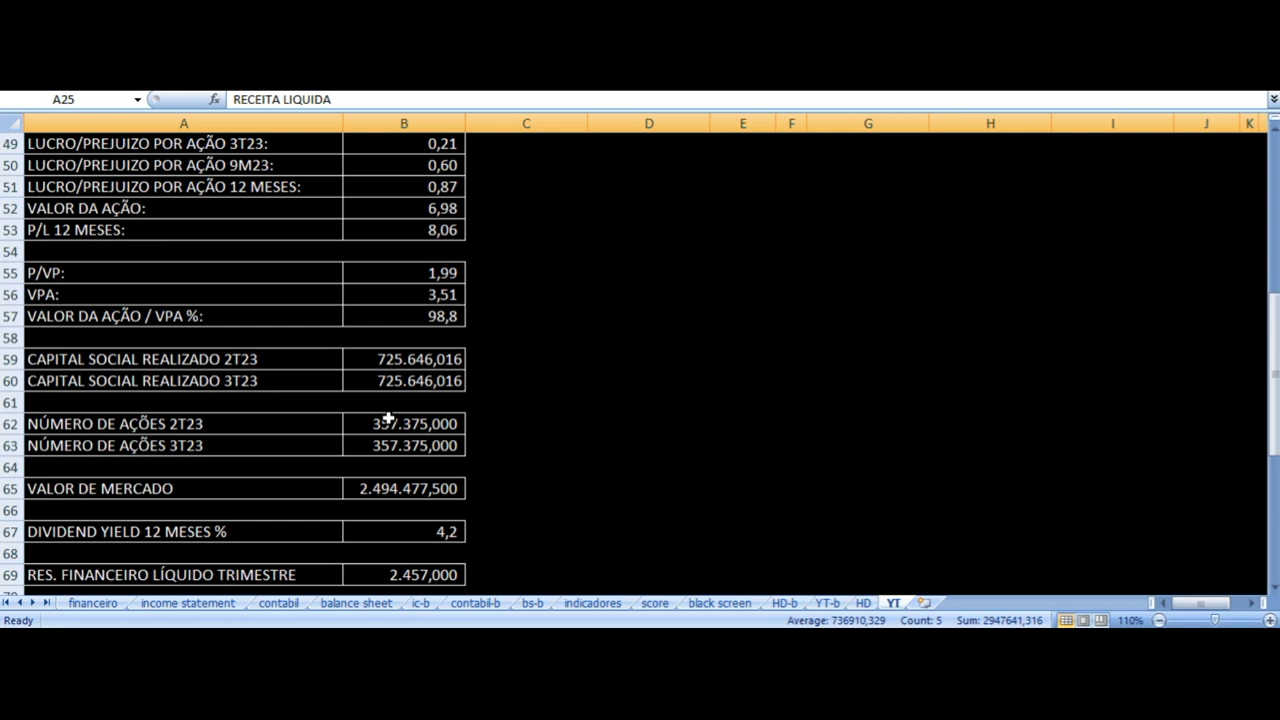 A25 fx RECEITA LIQUIDA
A B C D E F G H I J K
49 LUCRO/PREJUIZO POR AÇÃO 3T23: 0,21
50 LUCRO/PREJUIZO POR AÇÃO 9M23: 0,60
51 LUCRO/PREJUIZO POR AÇÃO 12 MESES: 0,87
52 VALOR DA AÇÃO: 6,98
53 P/L 12 MESES: 8,06
54
55 P/VP: 1,99
56 VPA: 3,51
57 VALOR DA AÇÃO / VPA %: 98,8
58
59 CAPITAL SOCIAL REALIZADO 2T23 725.646,016
60 CAPITAL SOCIAL REALIZADO 3T23 725.646,016
61
62 NÚMERO DE AÇÕES 2T23 357.375,000
63 NÚMERO DE AÇÕES 3T23 357.375,000
64
65 VALOR DE MERCADO 2.494.477,500
66
67 DIVIDEND YIELD 12 MESES % 4,2
68
69 RES. FINANCEIRO LÍQUIDO TRIMESTRE 2.457,000
financeiro income statement contabil balance sheet ic-b contabil-b bs-b indicadores score black screen HD-b YT-b HD YT
Ready Average: 736910,329 Count: 5 Sum: 2947641,316 110%